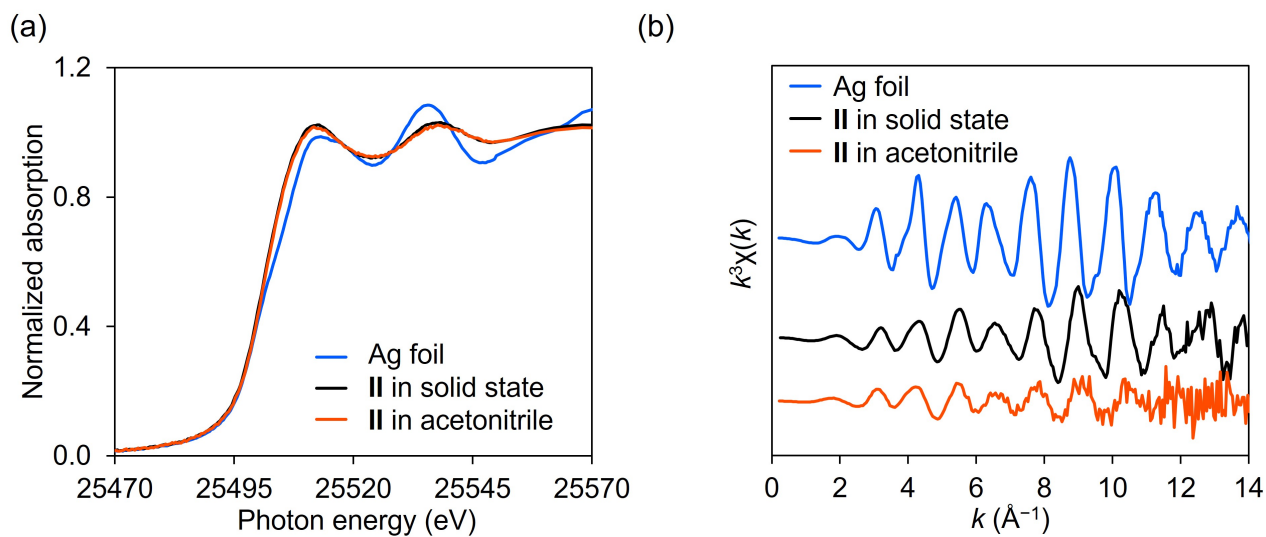 (a)
1.2
0.8
0.4
0.0
Normalized absorption
Ag foil
II in solid state
II in acetonitrile
25470 25495 25520 25545 25570
Photon energy (eV)
(b)
Ag foil
II in solid state
II in acetonitrile
k³χ(k)
0 2 4 6 8 10 12 14
k (Å⁻¹)